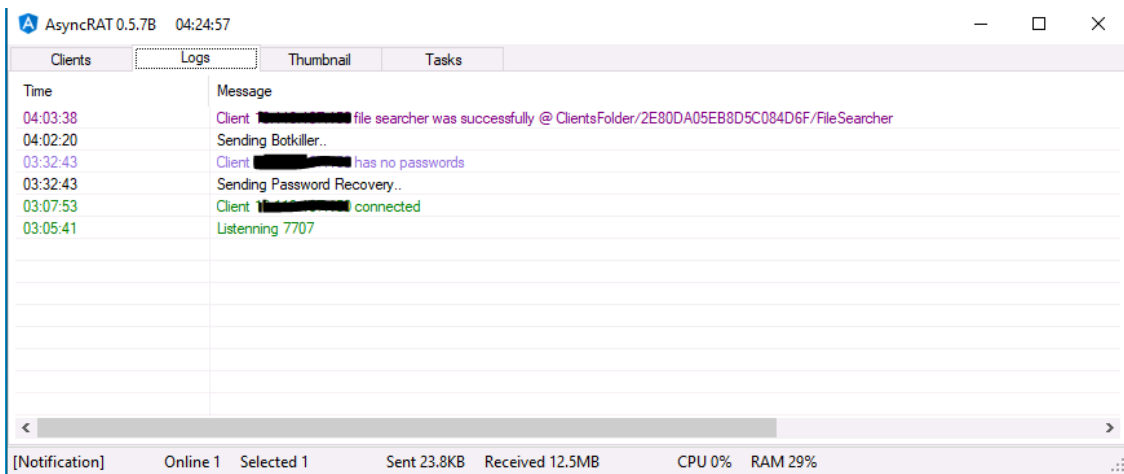 AsyncRAT 0.5.7B 04:24:57
Clients Logs Thumbnail Tasks
Time Message
04:03:38 Client file searcher was successfully @ ClientsFolder/2E80DA05EB8D5C084D6F/FileSearcher
04:02:20 Sending Botkiller..
03:32:43 Client has no passwords
03:32:43 Sending Password Recovery..
03:07:53 Client connected
03:05:41 Listenning 7707
[Notification] Online 1 Selected 1 Sent 23.8KB Received 12.5MB CPU 0% RAM 29%